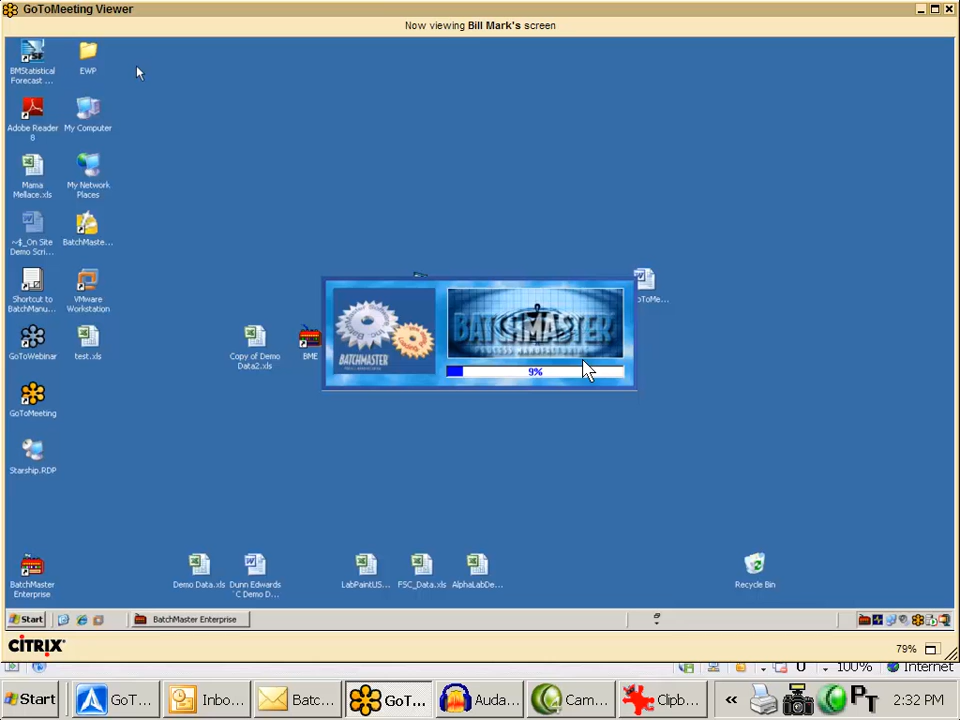 GoToMeeting Viewer
Now viewing Bill Mark's screen
BMStatistical Forecast ...
EWP
Adobe Reader 8
My Computer
Mama Mellace.xls
My Network Places
~$_On Site Demo Scri...
BatchMaste...
Shortcut to BatchManu...
VMware Workstation
GoToWebinar
test.xls
Copy of Demo Data2.xls
BME
BATCHMASTER
BATCHMASTER
PROCESS MANUFACTURING
9%
oToMe...
GoToMeeting
Starship.RDP
BatchMaster Enterprise
Demo Data.xls
Dunn Edwards `C Demo D...
LabPaintUS...
FSC_Data.xls
AlphaLabDe...
Recycle Bin
Start
BatchMaster Enterprise
CITRIX
79%
U
100%
Internet
Start
GoT...
Inbo...
Batc...
GoT...
Auda...
Cam...
Clipb...
«
PT
2:32 PM